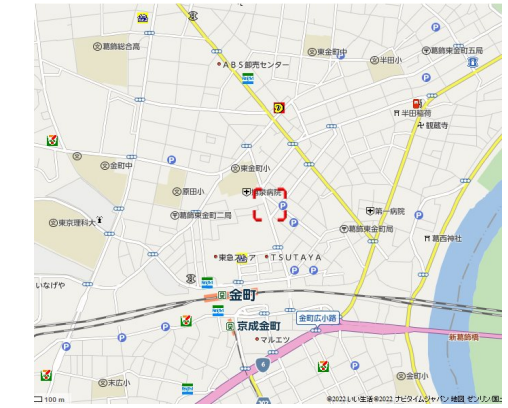 葛飾総合高
東金町中
葛飾東金町五局
半田小
ABS卸売センター
半田稲荷
観蔵寺
金町中
東金町小
原田小
第一病院
葛飾東金町二局
東京理科大
葛飾東金町局
葛西神社
TSUTAYA
いなげや
金町
京成金町
金町広小路
マルエツ
新葛飾橋
6
末広小
金町小
100 m
©2022 いい生活 ©2022 ナビタイムジャパン 地図 ゼンリン/国土